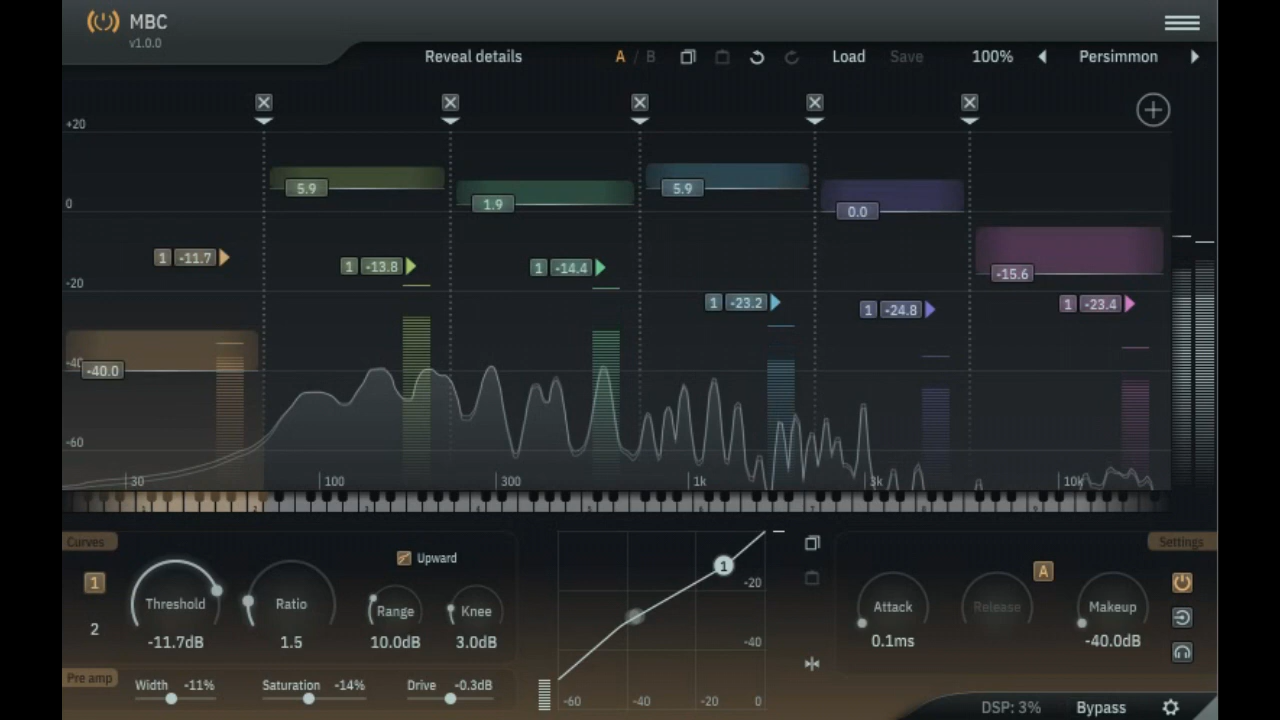 MBC
v1.0.0
Reveal details A / B Load Save 100% Persimmon
+20
5.9 1.9 5.9 0.0 -15.6
0
1 -11.7 1 -13.8 1 -14.4 1 -23.2 1 -24.8 1 -23.4
-20
-40 -40.0
-60
30 100 300 1k 3k 10k
Curves Upward Settings
1 Threshold Ratio Range Knee 1 -20 A Attack Release Makeup
2 -11.7dB 1.5 10.0dB 3.0dB -40 0.1ms -40.0dB
Pre amp Width -11% Saturation -14% Drive -0.3dB
-60 -40 -20 0
DSP: 3% Bypass